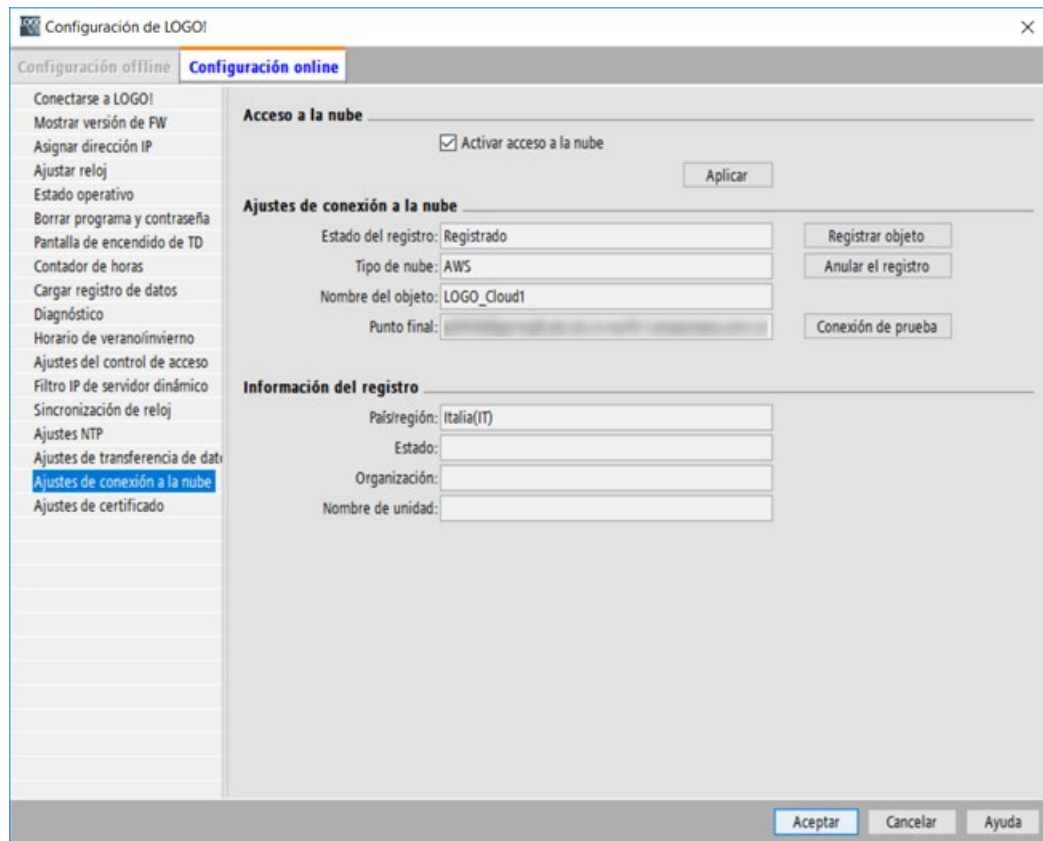 Configuración de LOGO!
Configuración offline
Configuración online
Conectarse a LOGO!
Mostrar versión de FW
Asignar dirección IP
Ajustar reloj
Estado operativo
Borrar programa y contraseña
Pantalla de encendido de TD
Contador de horas
Cargar registro de datos
Diagnóstico
Horario de verano/invierno
Ajustes del control de acceso
Filtro IP de servidor dinámico
Sincronización de reloj
Ajustes NTP
Ajustes de transferencia de dat
Ajustes de conexión a la nube
Ajustes de certificado
Acceso a la nube
Activar acceso a la nube
Aplicar
Ajustes de conexión a la nube
Estado del registro: Registrado
Registrar objeto
Tipo de nube: AWS
Anular el registro
Nombre del objeto: LOGO_Cloud1
Punto final:
Conexión de prueba
Información del registro
País/región: Italia(IT)
Estado:
Organización:
Nombre de unidad:
Aceptar
Cancelar
Ayuda